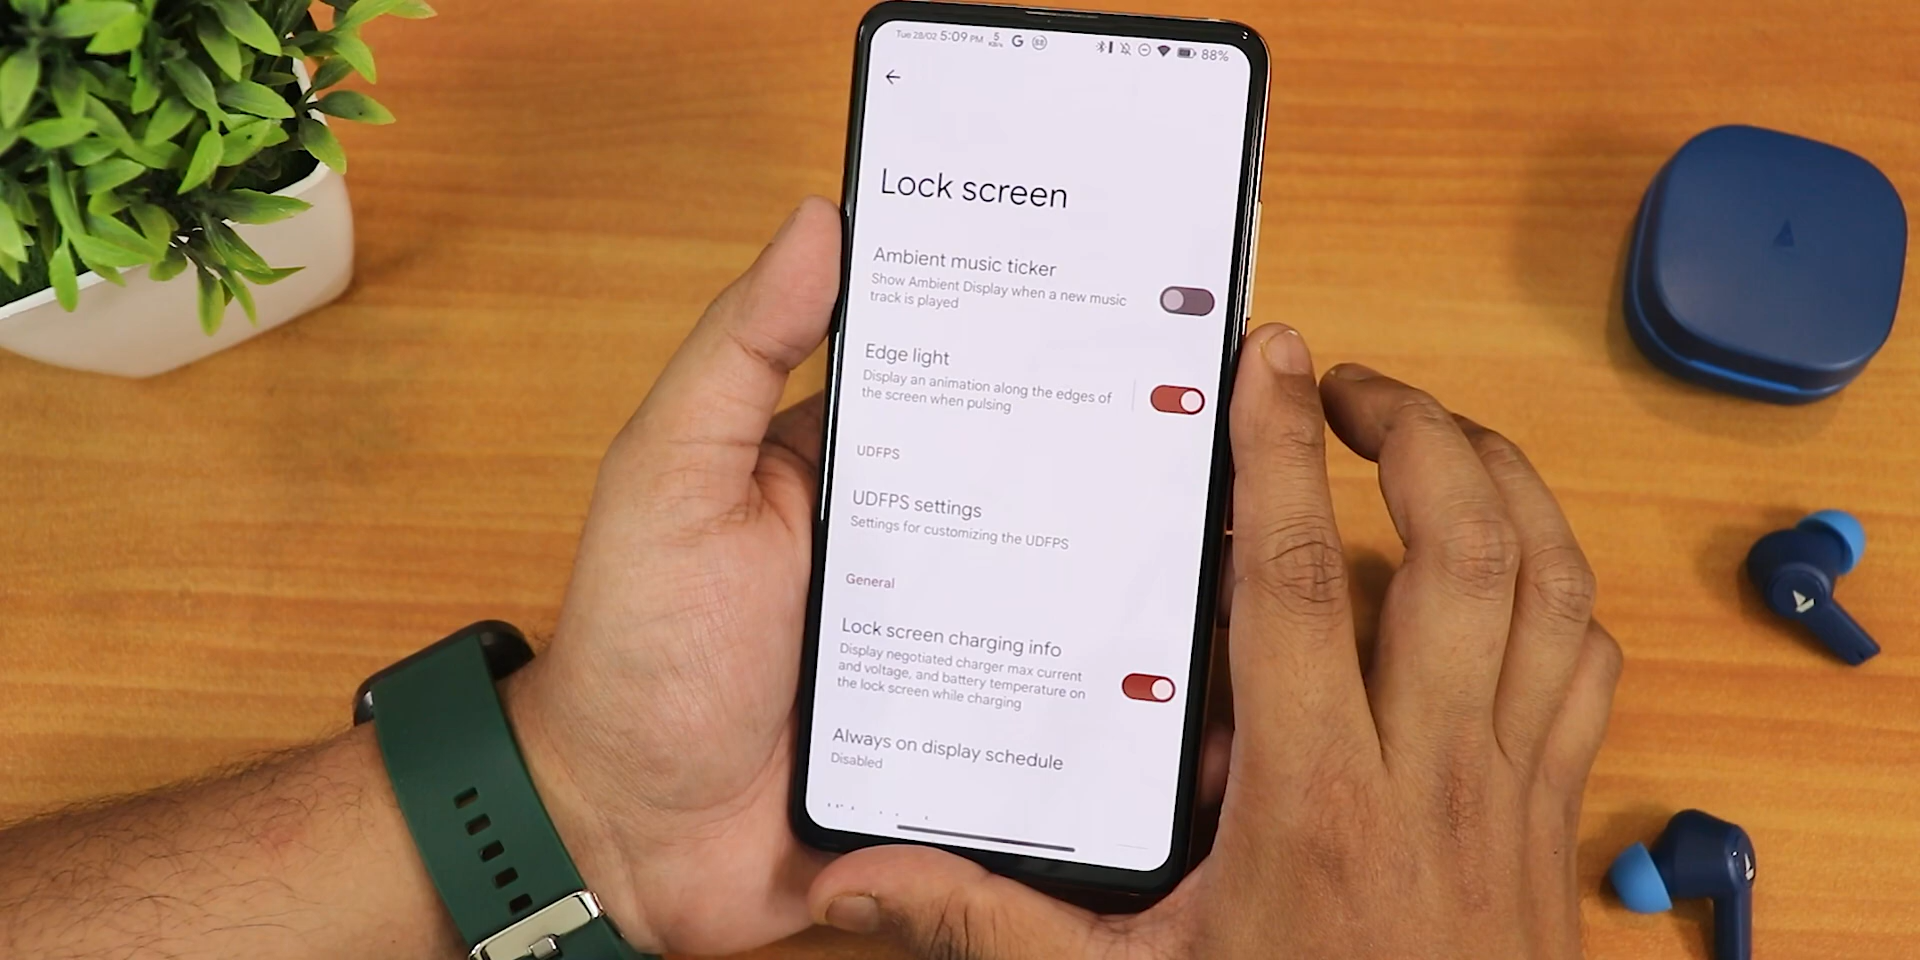 Tue 28/02 5:09 PM 5 KB/s G 88 88%
Lock screen
Ambient music ticker
Show Ambient Display when a new music
track is played
Edge light
Display an animation along the edges of
the screen when pulsing
UDFPS
UDFPS settings
Settings for customizing the UDFPS
General
Lock screen charging info
Display negotiated charger max current
and voltage, and battery temperature on
the lock screen while charging
Always on display schedule
Disabled